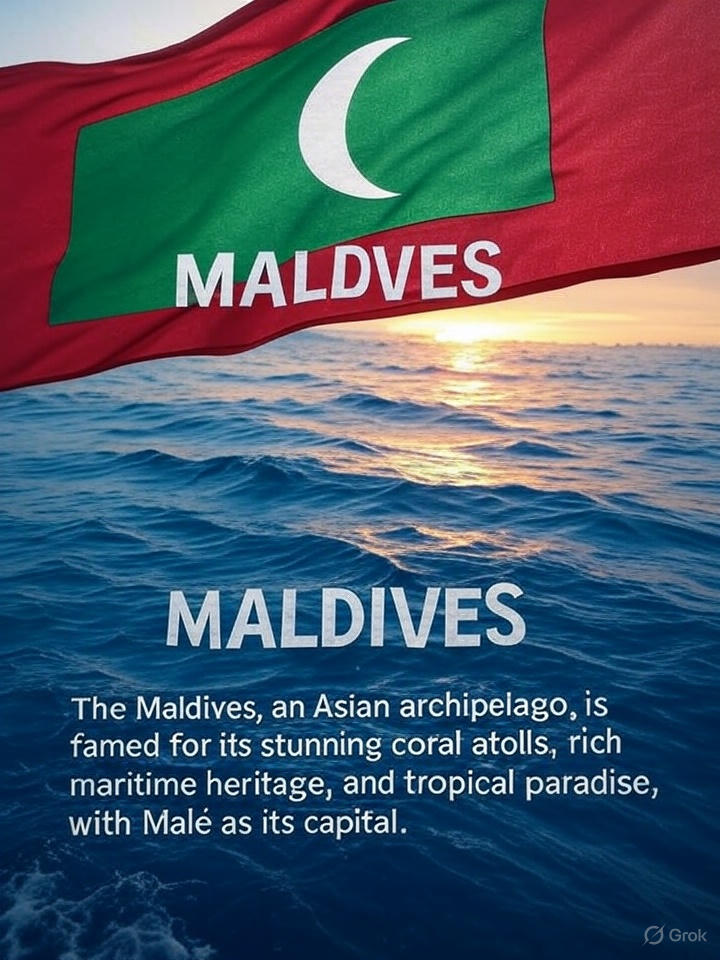 MALDVES
MALDIVES
The Maldives, an Asian archipelago, is
famed for its stunning coral atolls, rich
maritime heritage, and tropical paradise,
with Malé as its capital.
Grok